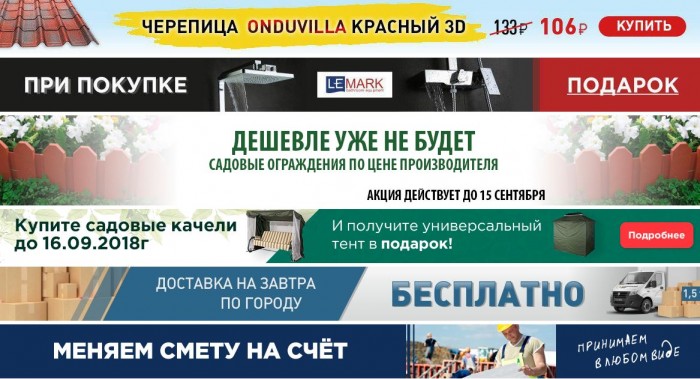 ЧЕРЕПИЦА ONDUVILLA КРАСНЫЙ 3D 133₽ 106₽ КУПИТЬ
ПРИ ПОКУПКЕ LEMARK ПОДАРОК
ДЕШЕВЛЕ УЖЕ НЕ БУДЕТ
САДОВЫЕ ОГРАЖДЕНИЯ ПО ЦЕНЕ ПРОИЗВОДИТЕЛЯ
АКЦИЯ ДЕЙСТВУЕТ ДО 15 СЕНТЯБРЯ
Купите садовые качели
до 16.09.2018г
И получите универсальный
тент в подарок!
Подробнее
ДОСТАВКА НА ЗАВТРА
ПО ГОРОДУ
БЕСПЛАТНО
1,5
МЕНЯЕМ СМЕТУ НА СЧЁТ
ПРИНИМАЕМ
В ЛЮБОМ ВИДЕ